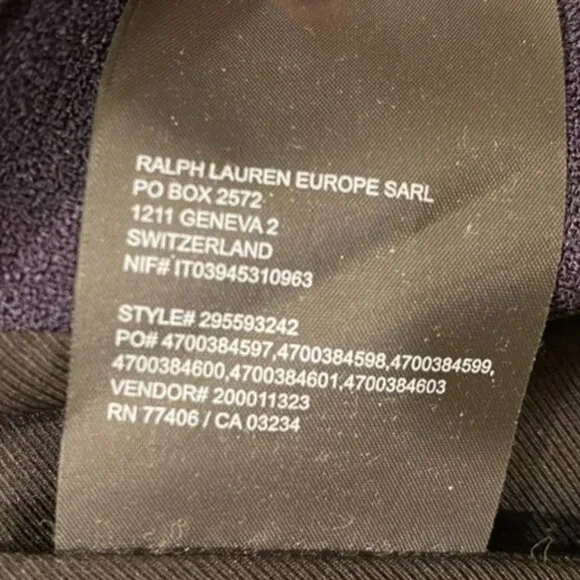 RALPH LAUREN EUROPE SARL
PO BOX 2572
1211 GENEVA 2
SWITZERLAND
NIF# IT03945310963
STYLE# 295593242
PO# 4700384597,4700384598,4700384599,
4700384600,4700384601,4700384603
VENDOR# 200011323
RN 77406 / CA 03234